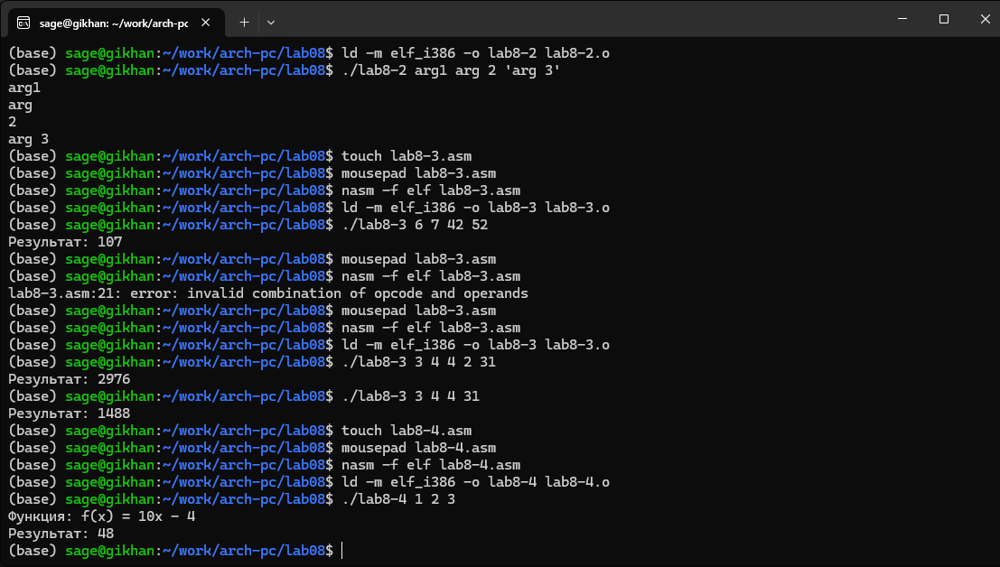 sage@gikhan: ~/work/arch-pc
(base) sage@gikhan:~/work/arch-pc/lab08$ ld -m elf_i386 -o lab8-2 lab8-2.o
(base) sage@gikhan:~/work/arch-pc/lab08$ ./lab8-2 arg1 arg 2 'arg 3'
arg1
arg
2
arg 3
(base) sage@gikhan:~/work/arch-pc/lab08$ touch lab8-3.asm
(base) sage@gikhan:~/work/arch-pc/lab08$ mousepad lab8-3.asm
(base) sage@gikhan:~/work/arch-pc/lab08$ nasm -f elf lab8-3.asm
(base) sage@gikhan:~/work/arch-pc/lab08$ ld -m elf_i386 -o lab8-3 lab8-3.o
(base) sage@gikhan:~/work/arch-pc/lab08$ ./lab8-3 6 7 42 52
Результат: 107
(base) sage@gikhan:~/work/arch-pc/lab08$ mousepad lab8-3.asm
(base) sage@gikhan:~/work/arch-pc/lab08$ nasm -f elf lab8-3.asm
lab8-3.asm:21: error: invalid combination of opcode and operands
(base) sage@gikhan:~/work/arch-pc/lab08$ mousepad lab8-3.asm
(base) sage@gikhan:~/work/arch-pc/lab08$ nasm -f elf lab8-3.asm
(base) sage@gikhan:~/work/arch-pc/lab08$ ld -m elf_i386 -o lab8-3 lab8-3.o
(base) sage@gikhan:~/work/arch-pc/lab08$ ./lab8-3 3 4 4 2 31
Результат: 2976
(base) sage@gikhan:~/work/arch-pc/lab08$ ./lab8-3 3 4 4 31
Результат: 1488
(base) sage@gikhan:~/work/arch-pc/lab08$ touch lab8-4.asm
(base) sage@gikhan:~/work/arch-pc/lab08$ mousepad lab8-4.asm
(base) sage@gikhan:~/work/arch-pc/lab08$ nasm -f elf lab8-4.asm
(base) sage@gikhan:~/work/arch-pc/lab08$ ld -m elf_i386 -o lab8-4 lab8-4.o
(base) sage@gikhan:~/work/arch-pc/lab08$ ./lab8-4 1 2 3
Функция: f(x) = 10x - 4
Результат: 48
(base) sage@gikhan:~/work/arch-pc/lab08$